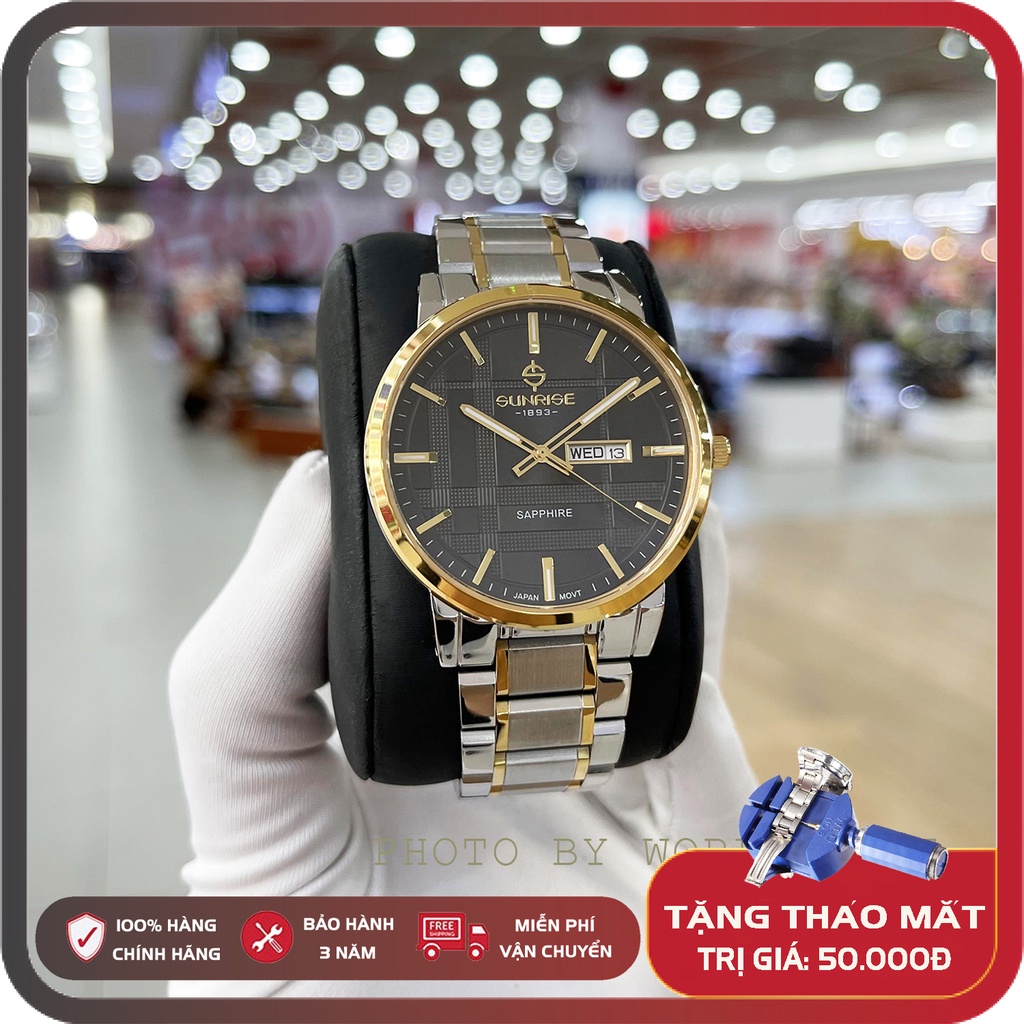 SUNRISE
-1893-
WED 13
SAPPHIRE
JAPAN MOVT
PHOTO BY
100% HÀNG
CHÍNH HÃNG
BẢO HÀNH
3 NĂM
FREE
SHIPPING
MIỄN PHÍ
VẬN CHUYỂN
TẶNG THÁO MẮT
TRỊ GIÁ: 50.000Đ